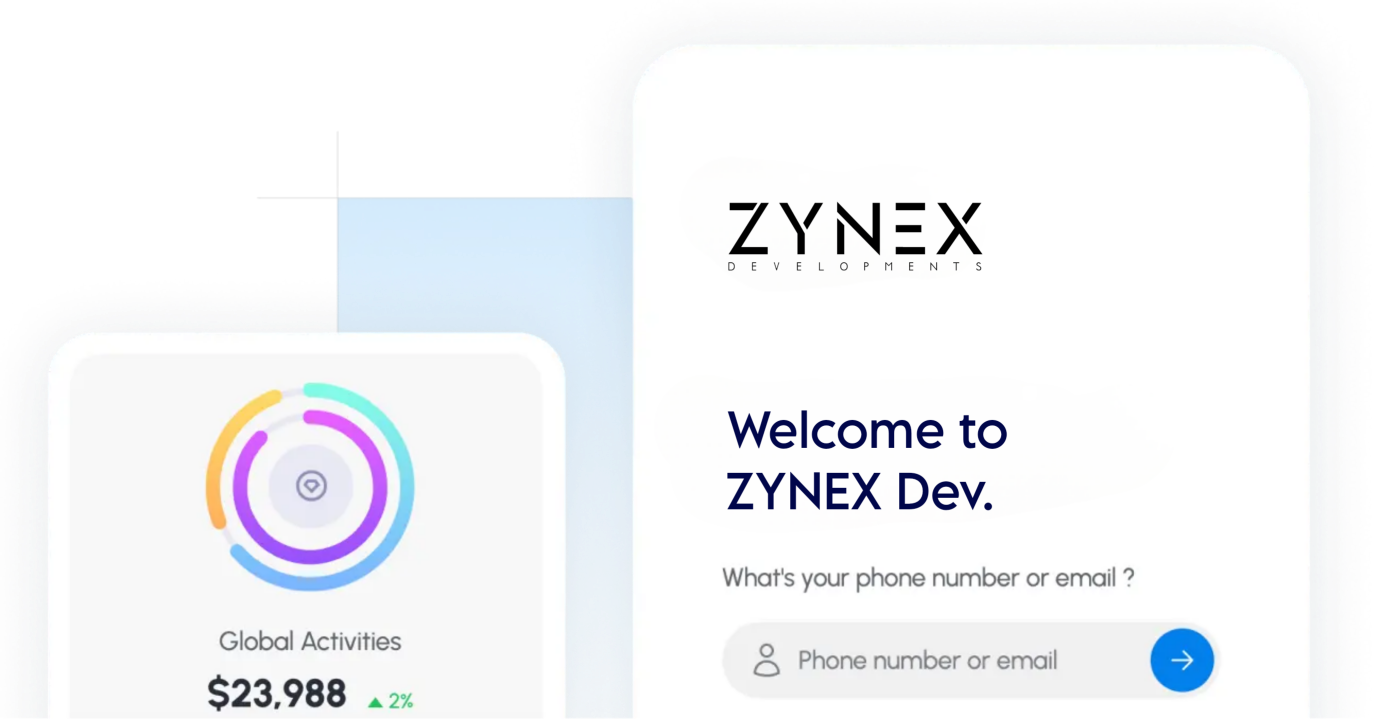 ZYNEX
DEVELOPMENTS
Welcome to
ZYNEX Dev.
What's your phone number or email ?
Phone number or email
Global Activities
$23,988 ▲ 2%